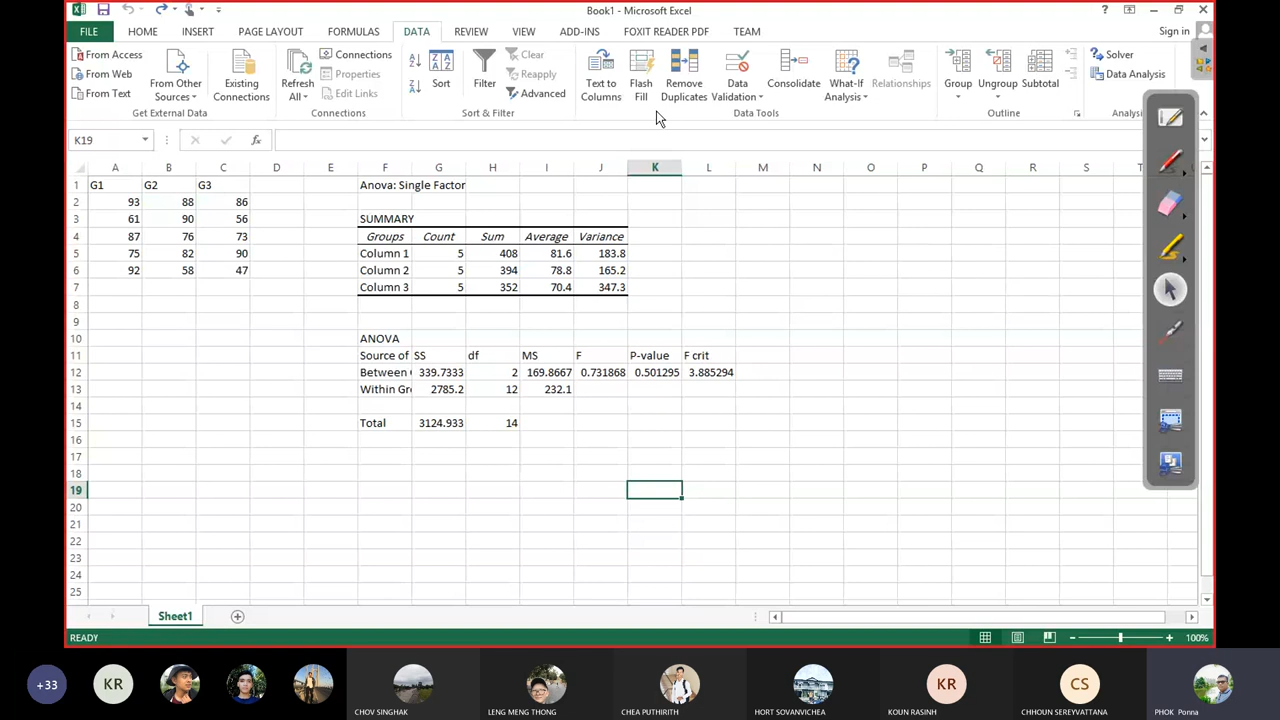 Book1 - Microsoft Excel
FILE HOME INSERT PAGE LAYOUT FORMULAS DATA REVIEW VIEW ADD-INS FOXIT READER PDF TEAM Sign in
From Access
From Web
From Text
From Other Sources
Existing Connections
Get External Data
Refresh All
Connections
Properties
Edit Links
Connections
Sort
Filter
Clear
Reapply
Advanced
Sort & Filter
Text to Columns
Flash Fill
Remove Duplicates
Data Validation
Consolidate
What-If Analysis
Relationships
Data Tools
Group
Ungroup
Subtotal
Outline
Solver
Data Analysis
Analysis
K19
A B C D E F G H I J K L M N O P Q R S T
1 G1 G2 G3 Anova: Single Factor
2 93 88 86
3 61 90 56 SUMMARY
4 87 76 73 Groups Count Sum Average Variance
5 75 82 90 Column 1 5 408 81.6 183.8
6 92 58 47 Column 2 5 394 78.8 165.2
7 Column 3 5 352 70.4 347.3
8
9
10 ANOVA
11 Source of SS df MS F P-value F crit
12 Between 339.7333 2 169.8667 0.731868 0.501295 3.885294
13 Within Gro 2785.2 12 232.1
14
15 Total 3124.933 14
16
17
18
19
20
21
22
23
24
25
Sheet1
READY 100%
+33 KR KR CS
CHOV SINGHAK LENG MENG THONG CHEA PUTHIRITH HORT SOVANVICHEA KOUN RASINH CHHOUN SEREYVATTANA PHOK Ponna